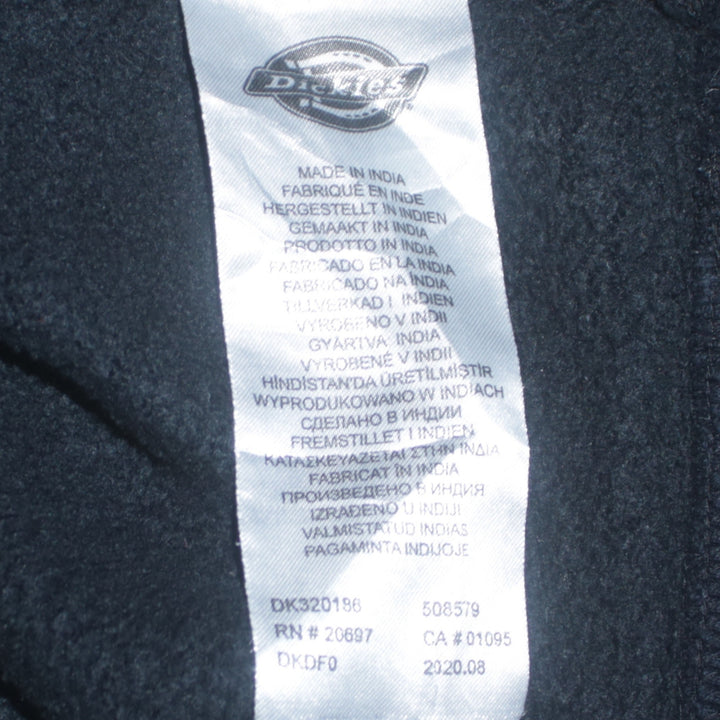 Dickies
MADE IN INDIA
FABRIQUÉ EN INDE
HERGESTELLT IN INDIEN
GEMAAKT IN INDIA
PRODOTTO IN INDIA
FABRICADO EN LA INDIA
FABRICADO NA ÍNDIA
TILLVERKAD I INDIEN
VYROBENO V INDII
GYÁRTVA: INDIA
VYROBENÉ V INDII
HİNDİSTAN'DA ÜRETİLMİŞTİR
WYPRODUKOWANO W INDIACH
СДЕЛАНО В ИНДИИ
FREMSTILLET I INDIEN
ΚΑΤΑΣΚΕΥΑΖΕΤΑΙ ΣΤΗΝ ΙΝΔΙΑ
FABRICAT ÎN INDIA
ПРОИЗВЕДЕНО В ИНДИЯ
IZRAĐENO U INDIJI
VALMISTATUD INDIAS
PAGAMINTA INDIJOJE
DK320186 508579
RN # 20697 CA # 01095
DKDF0 2020.08